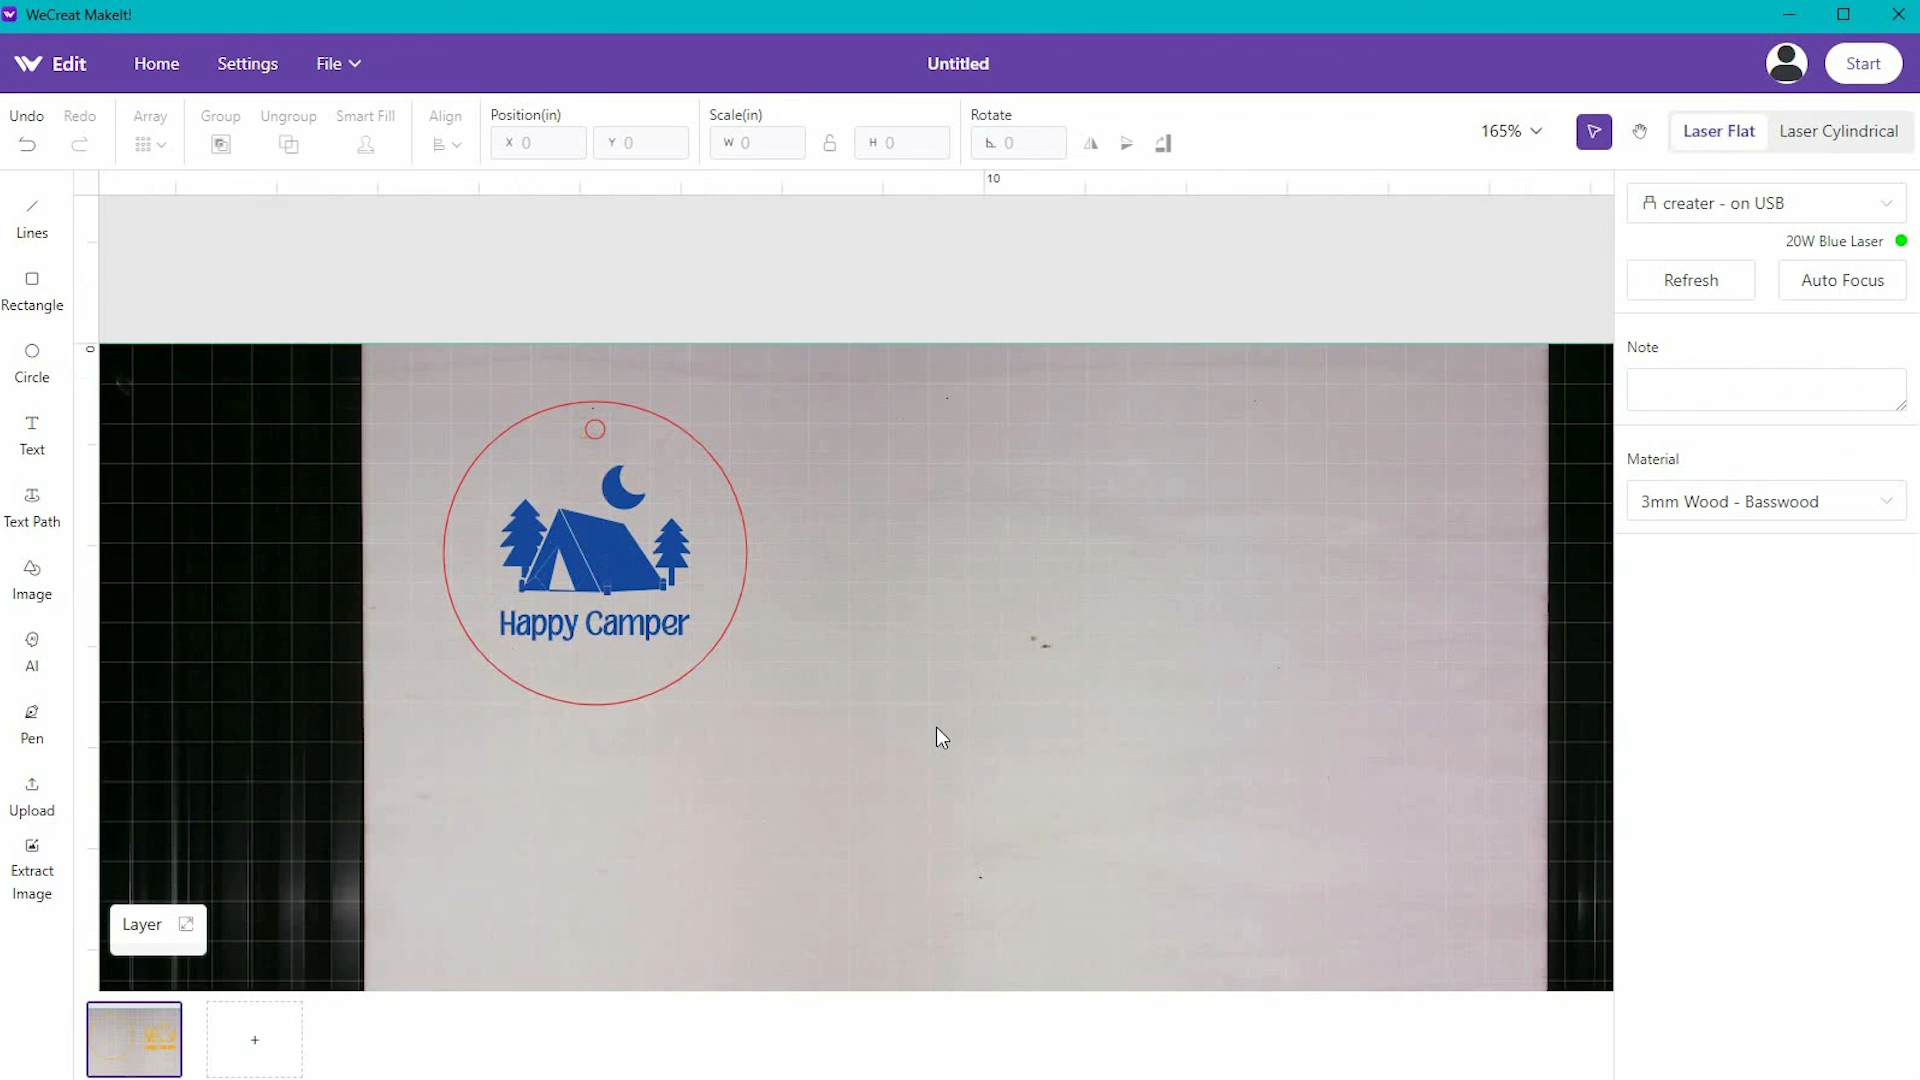 WeCreat MakeIt!
Edit Home Settings File Untitled Start
Undo Redo Array Group Ungroup Smart Fill Align Position(in) Scale(in) Rotate
X 0 Y 0 W 0 H 0 0
165% Laser Flat Laser Cylindrical
10
0
Lines
Rectangle
Circle
Text
Text Path
Image
AI
Pen
Upload
Extract
Image
Happy Camper
Layer
+
creater - on USB
20W Blue Laser
Refresh Auto Focus
Note
Material
3mm Wood - Basswood